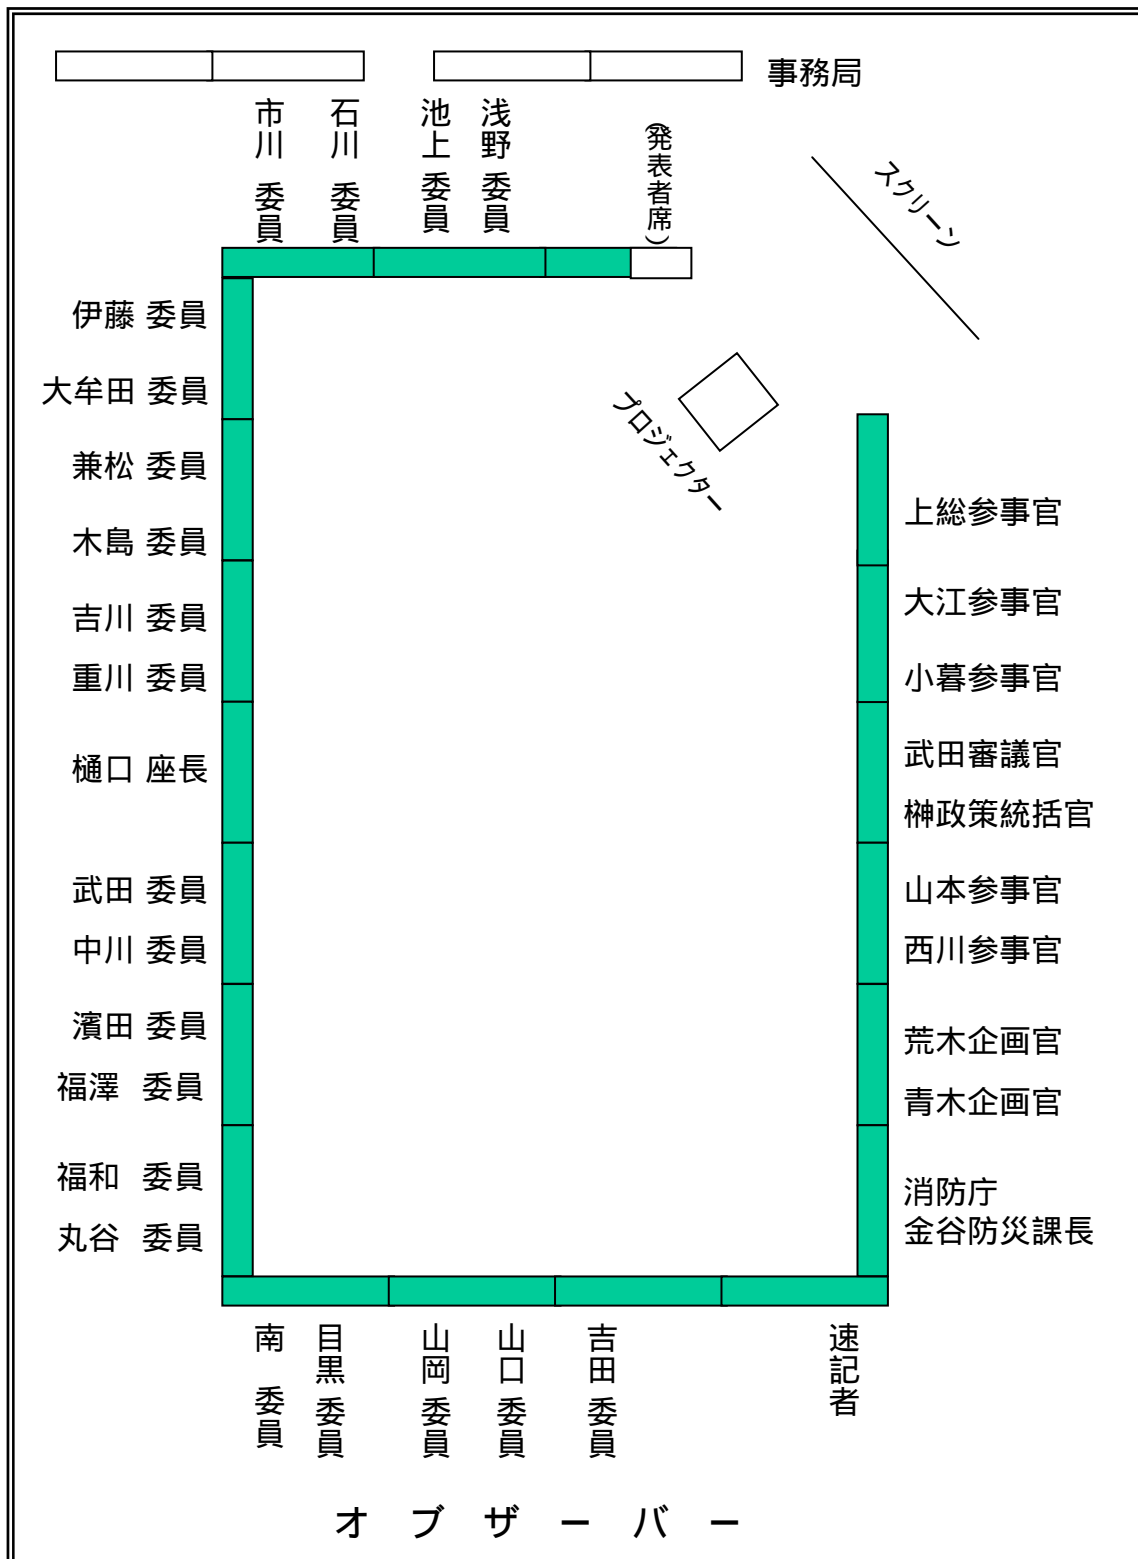 事務局
市川 委員
石川 委員
池上 委員
浅野 委員
(発表者席)
スクリーン
プロジェクター
伊藤 委員
大牟田 委員
兼松 委員
木島 委員
吉川 委員
重川 委員
樋口 座長
武田 委員
中川 委員
濱田 委員
福澤 委員
福和 委員
丸谷 委員
上総参事官
大江参事官
小暮参事官
武田審議官
榊政策統括官
山本参事官
西川参事官
荒木企画官
青木企画官
消防庁
金谷防災課長
南 委員
目黒 委員
山岡 委員
山口 委員
吉田 委員
速記者
オ ブ ザ ー バ ー